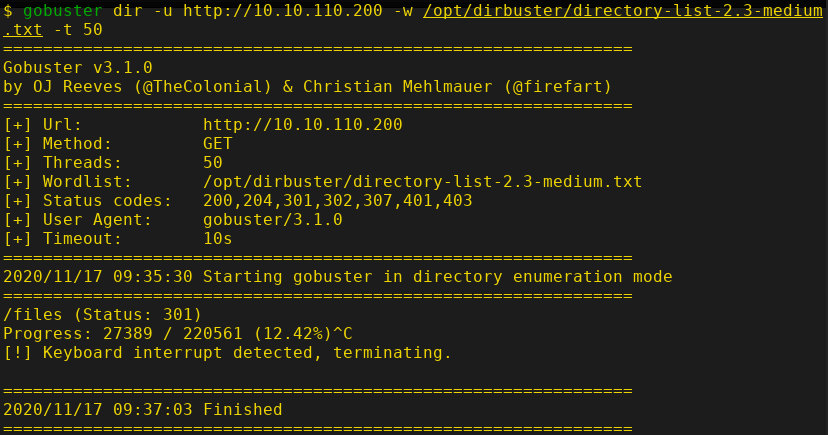 $ gobuster dir -u http://10.10.110.200 -w /opt/dirbuster/directory-list-2.3-medium
.txt -t 50
===============================================================
Gobuster v3.1.0
by OJ Reeves (@TheColonial) & Christian Mehlmauer (@firefart)
===============================================================
[+] Url:            http://10.10.110.200
[+] Method:         GET
[+] Threads:        50
[+] Wordlist:       /opt/dirbuster/directory-list-2.3-medium.txt
[+] Status codes:   200,204,301,302,307,401,403
[+] User Agent:     gobuster/3.1.0
[+] Timeout:        10s
===============================================================
2020/11/17 09:35:30 Starting gobuster in directory enumeration mode
===============================================================
/files (Status: 301)
Progress: 27389 / 220561 (12.42%)^C
[!] Keyboard interrupt detected, terminating.

===============================================================
2020/11/17 09:37:03 Finished
===============================================================